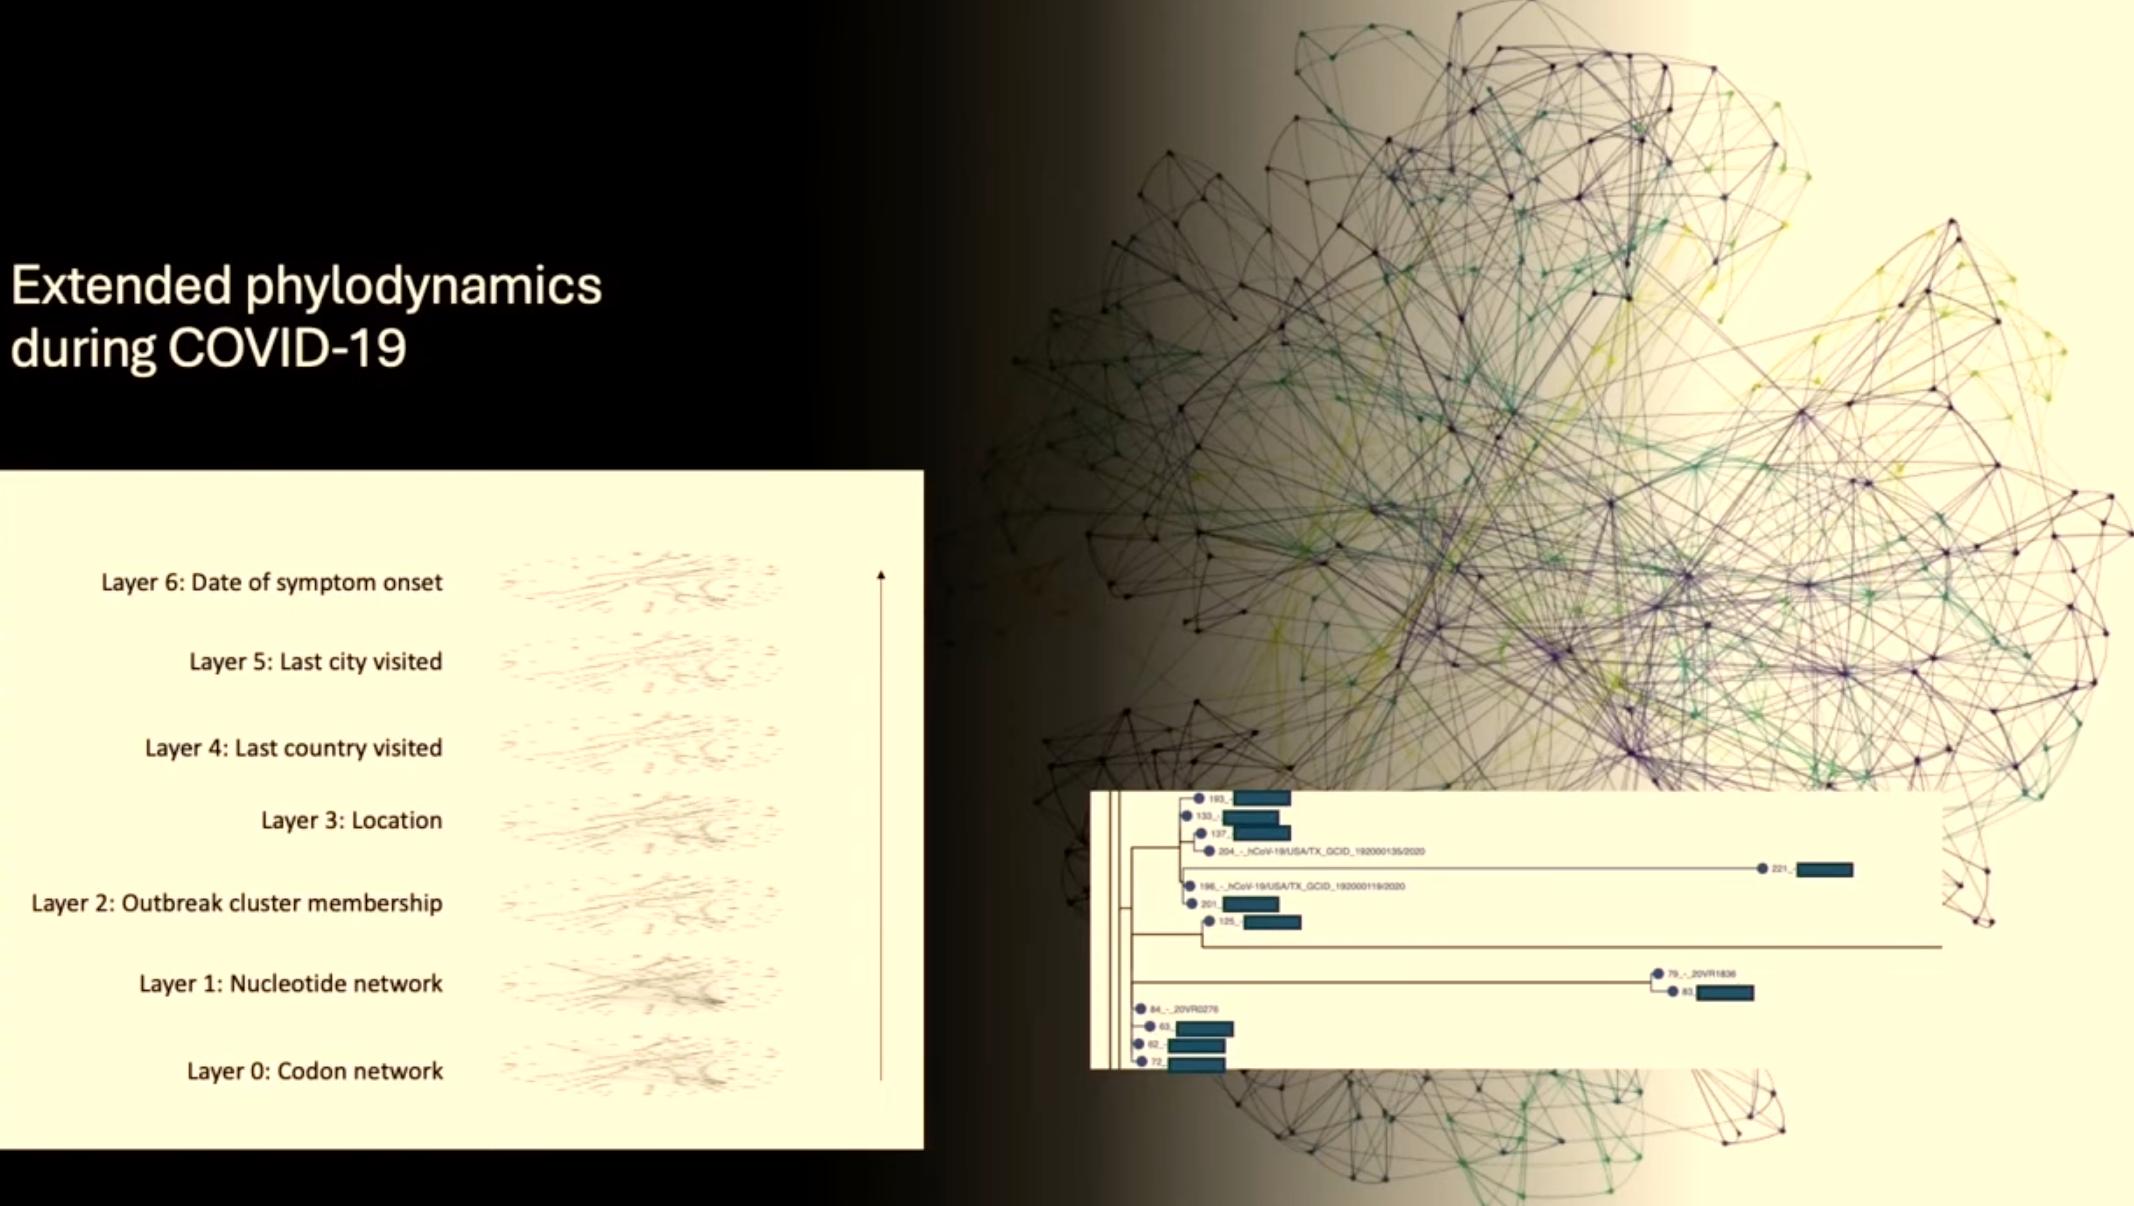 Extended phylodynamics
during COVID-19
Layer 6: Date of symptom onset
Layer 5: Last city visited
Layer 4: Last country visited
Layer 3: Location
Layer 2: Outbreak cluster membership
Layer 1: Nucleotide network
Layer 0: Codon network
193_-
133_-
137_
204_-_hCoV-19/USA/TX_GCID_192000135/2020
221_-
196_-_hCoV-19/USA/TX_GCID_192000119/2020
201_
125_-
79_-_20VR1836
83_
84_-_20VR0276
63_
62_-
72_